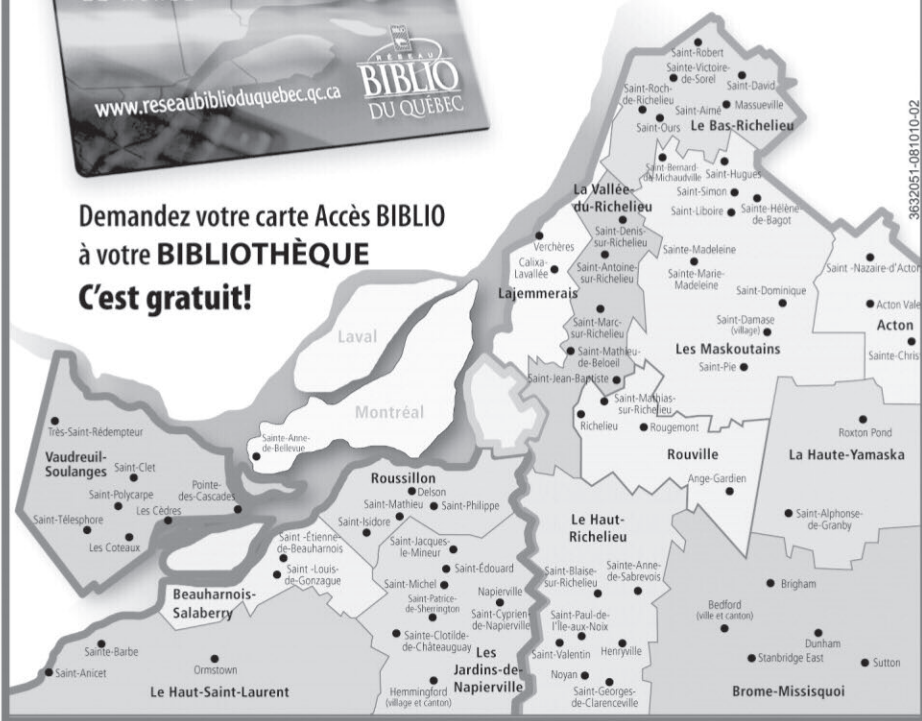 www.reseaubiblioduquebec.qc.ca
RÉSEAU
BIBLIO
DU QUÉBEC
Demandez votre carte Accès BIBLIO
à votre BIBLIOTHÈQUE
C'est gratuit!
3632051-081010-02
Saint-Robert
Sainte-Victoire-
de-Sorel
Saint-David
Saint-Roch-
de-Richelieu
Saint-Aimé
Massueville
Saint-Ours
Le Bas-Richelieu
Saint-Bernard-
de-Michaudville
Saint-Hugues
La Vallée-
du-Richelieu
Saint-Simon
Saint-Liboire
Sainte-Hélène-
de-Bagot
Saint-Denis-
sur-Richelieu
Verchères
Calixa-
Lavallée
Saint-Antoine-
sur-Richelieu
Lajemmerais
Sainte-Madeleine
Sainte-Marie-
Madeleine
Saint-Dominique
Saint-Damase
(village)
Les Maskoutains
Saint-Pie
Saint-Nazaire-d'Acton
Acton Vale
Acton
Sainte-Chris
Saint-Marc-
sur-Richelieu
Saint-Mathieu-
de-Beloeil
Saint-Jean-Baptiste
Saint-Mathias-
sur-Richelieu
Richelieu
Rougemont
Rouville
Ange-Gardien
Roxton Pond
La Haute-Yamaska
Saint-Alphonse-
de-Granby
Laval
Montréal
Sainte-Anne-
de-Bellevue
Très-Saint-Rédempteur
Vaudreuil-
Soulanges
Saint-Clet
Saint-Polycarpe
Pointe-
des-Cascades
Les Cèdres
Saint-Télesphore
Les Coteaux
Roussillon
Delson
Saint-Mathieu
Saint-Philippe
Saint-Isidore
Saint -Étienne-
de-Beauharnois
Saint -Louis-
de-Gonzague
Beauharnois-
Salaberry
Saint-Jacques-
le-Mineur
Saint-Édouard
Saint-Michel
Saint-Patrice-
de-Sherrington
Napierville
Saint-Cyprien-
de-Napierville
Sainte-Clotilde-
de-Châteauguay
Les
Jardins-de-
Napierville
Hemmingford
(village et canton)
Sainte-Barbe
Saint-Anicet
Ormstown
Le Haut-Saint-Laurent
Le Haut-
Richelieu
Saint-Blaise-
sur-Richelieu
Sainte-Anne-
de-Sabrevois
Saint-Paul-de-
l'Île-aux-Noix
Saint-Valentin
Henryville
Noyan
Saint-Georges-
de-Clarenceville
Brigham
Bedford
(ville et canton)
Dunham
Stanbridge East
Sutton
Brome-Missisquoi